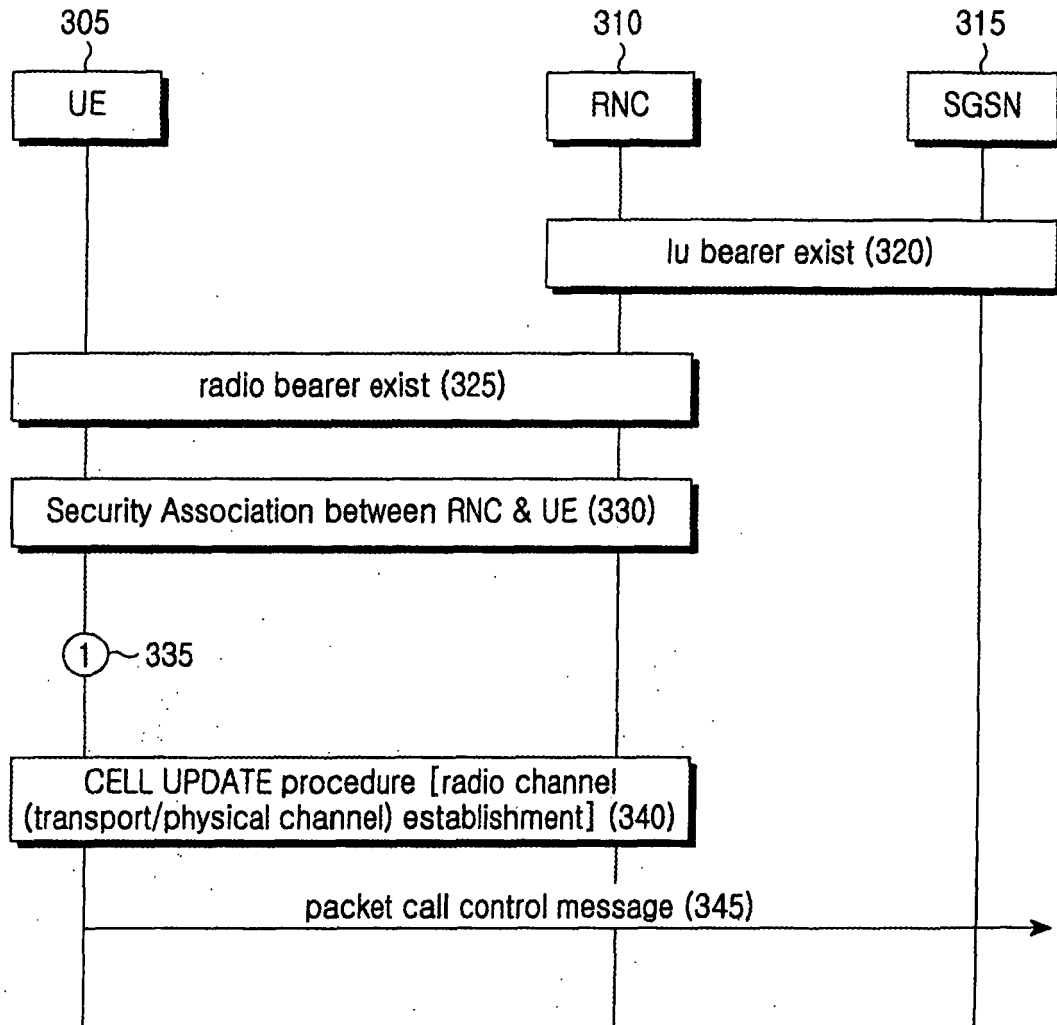 305
310
315
UE
RNC
SGSN
Iu bearer exist (320)
radio bearer exist (325)
Security Association between RNC & UE (330)
1
335
CELL UPDATE procedure [radio channel
(transport/physical channel) establishment] (340)
packet call control message (345)